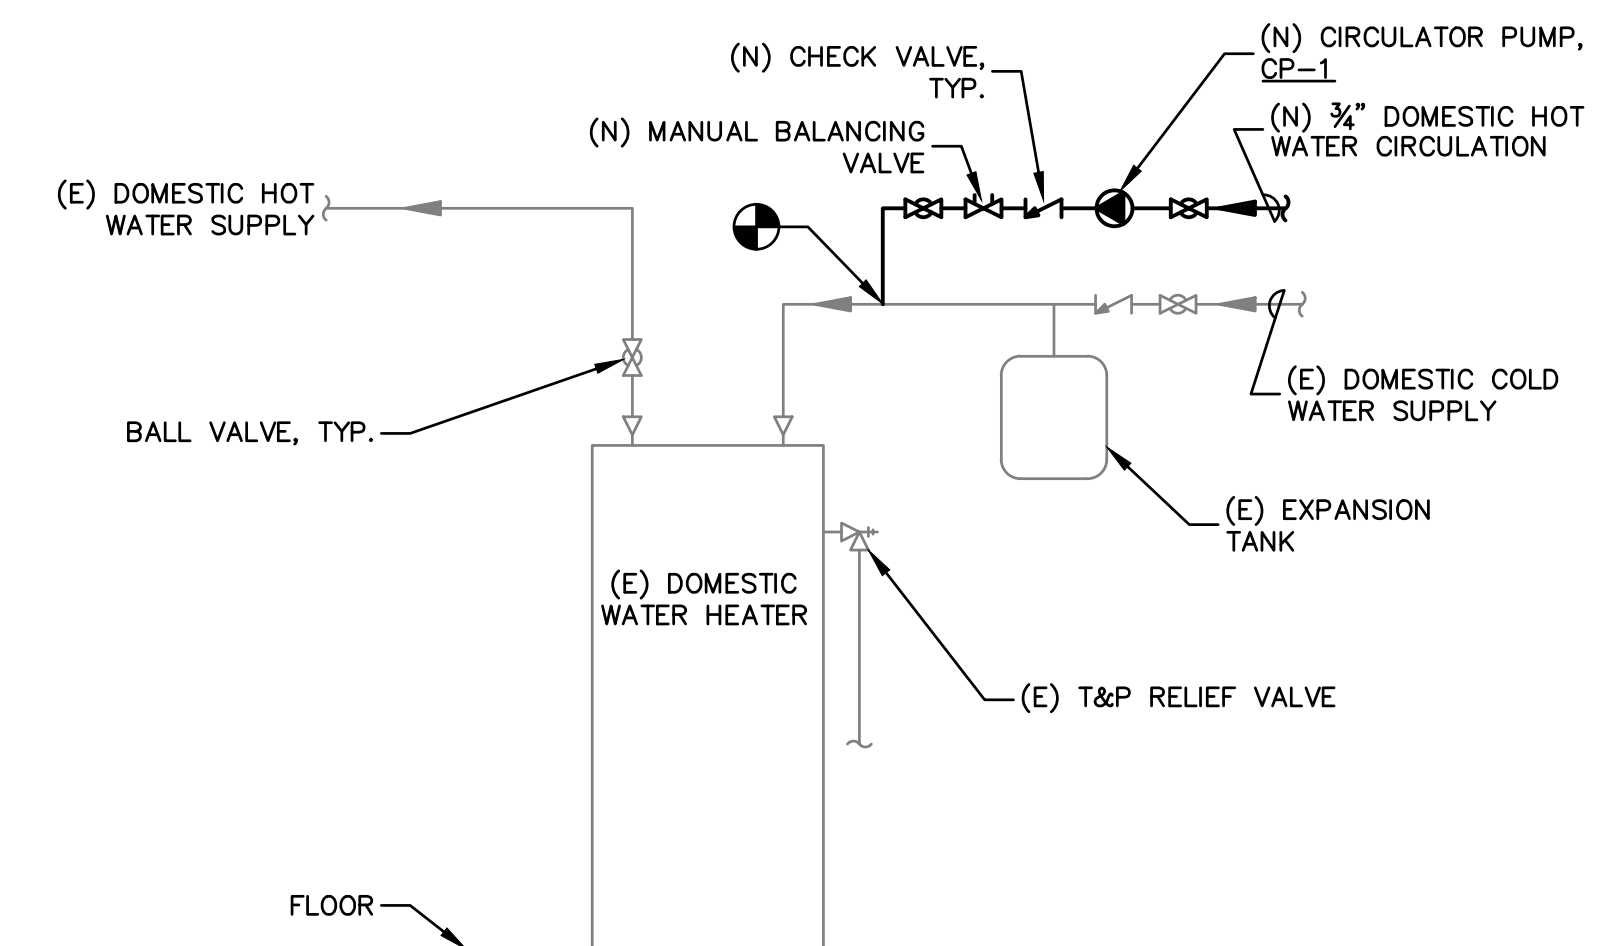 (N) CIRCULATOR PUMP,
CP-1
(N) CHECK VALVE,
TYP.
(N) ¾" DOMESTIC HOT
WATER CIRCULATION
(N) MANUAL BALANCING
VALVE
(E) DOMESTIC HOT
WATER SUPPLY
(E) DOMESTIC COLD
WATER SUPPLY
BALL VALVE, TYP.
(E) EXPANSION
TANK
(E) DOMESTIC
WATER HEATER
(E) T&P RELIEF VALVE
FLOOR